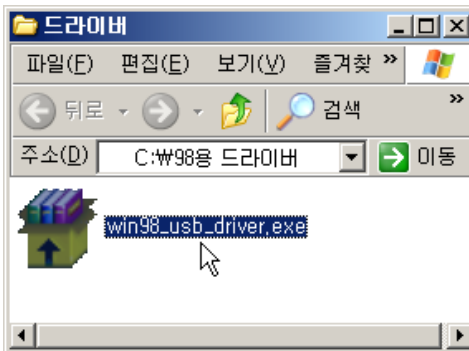 드라이버
파일(F) 편집(E) 보기(V) 즐겨찾 »
뒤로 검색 »
주소(D) C:₩98용 드라이버 이동
win98_usb_driver.exe